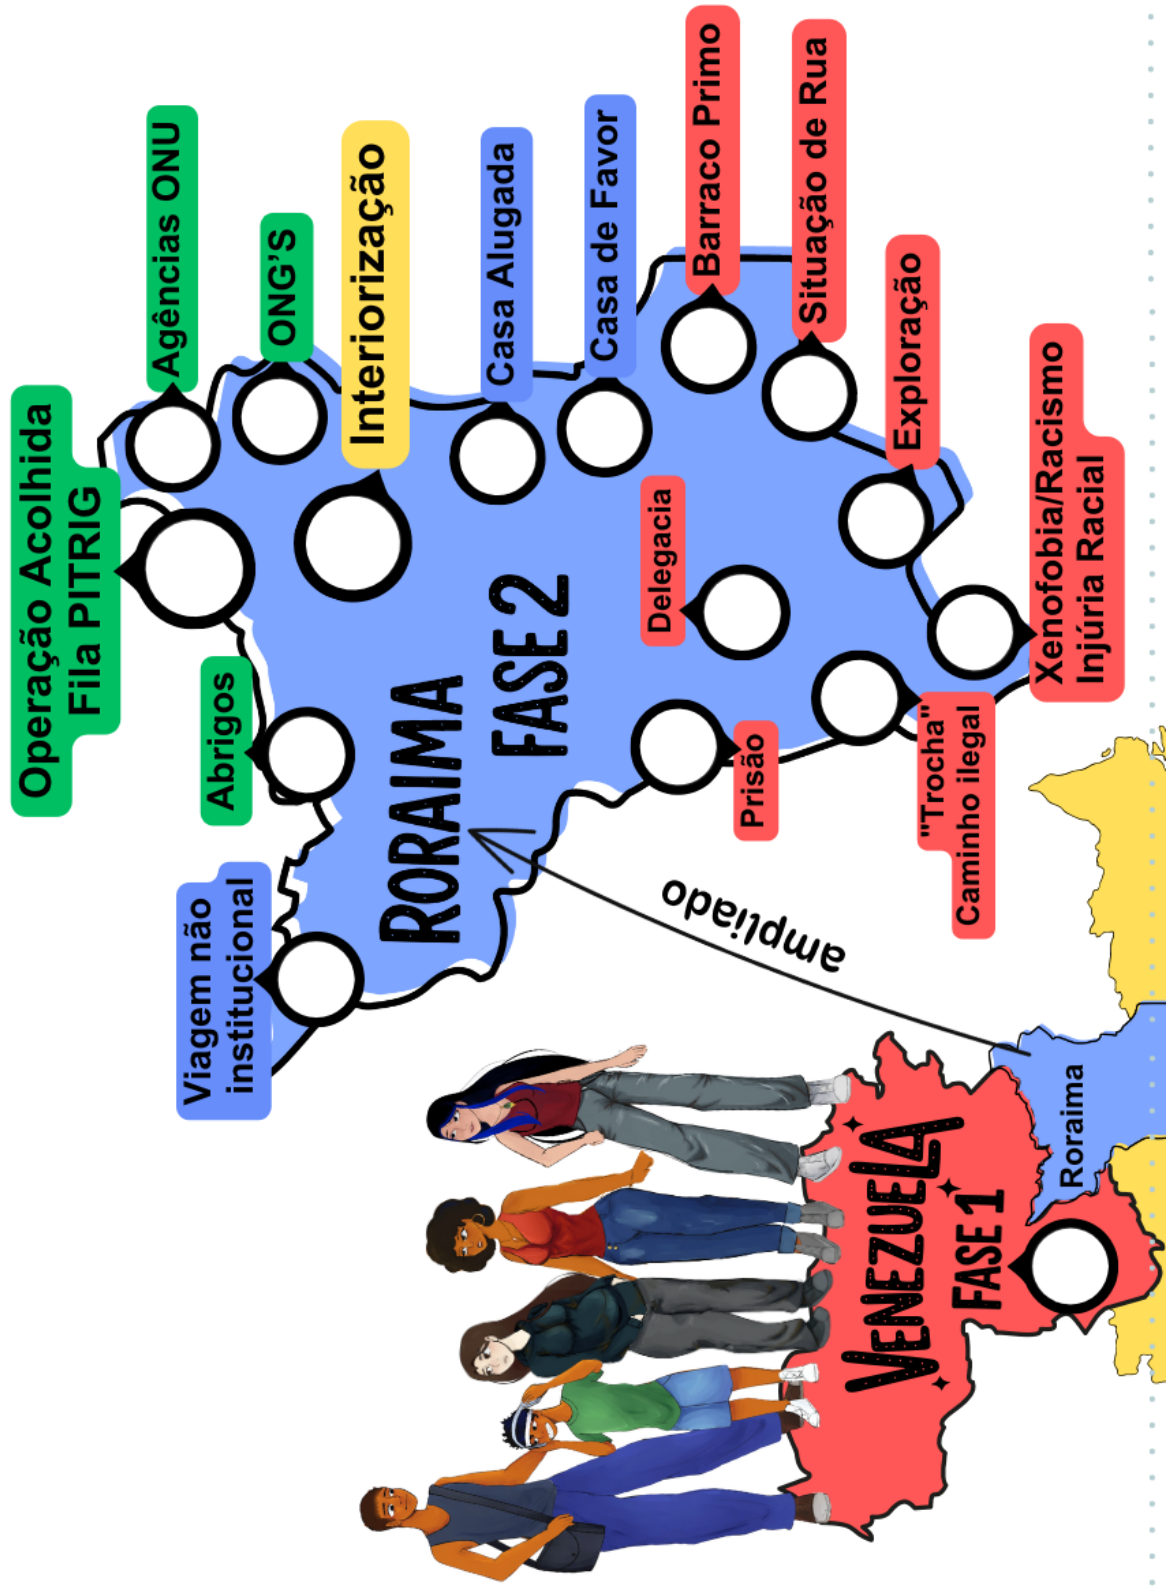 Operação Acolhida
Fila PITRIG
Agências ONU
ONG'S
Interiorização
Casa Alugada
Casa de Favor
Barraco Primo
Situação de Rua
Exploração
Xenofobia/Racismo
Injúria Racial
"Trocha"
Caminho ilegal
Delegacia
Prisão
Abrigos
Viagem não
institucional
RORAIMA
FASE 2
ampliado
VENEZUELA
FASE 1
Roraima